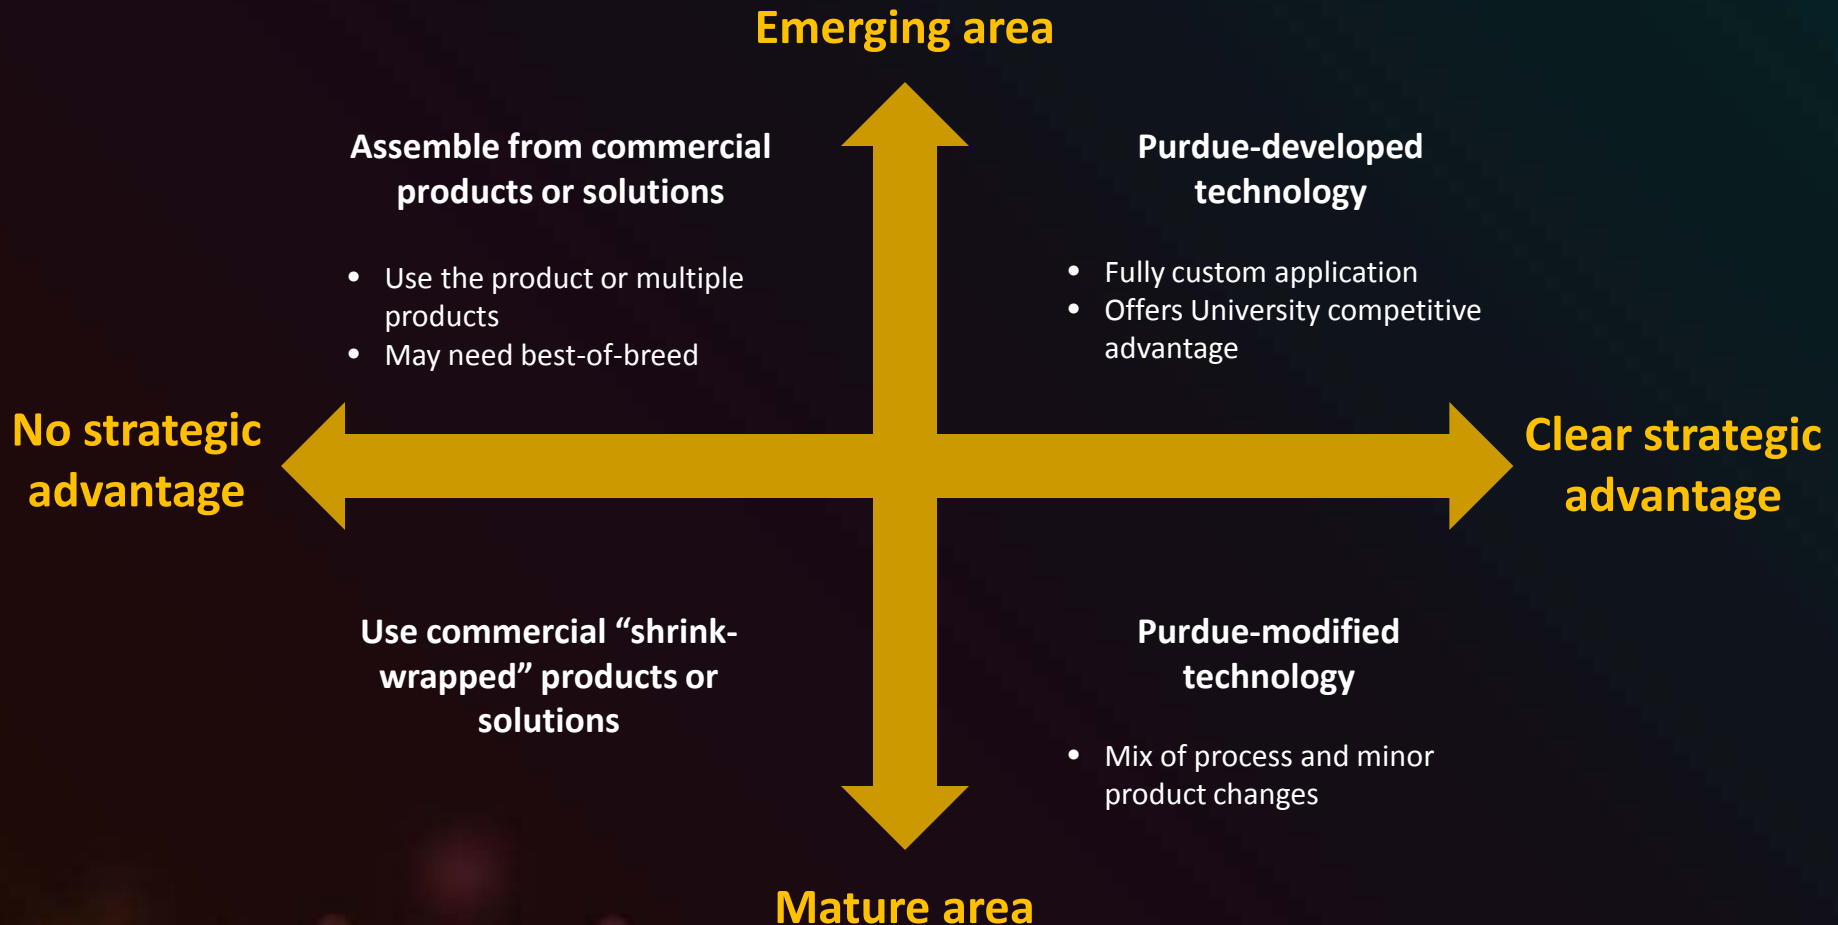 Emerging area
Assemble from commercial
products or solutions
• Use the product or multiple
products
• May need best-of-breed
Purdue-developed
technology
• Fully custom application
• Offers University competitive
advantage
No strategic
advantage
Clear strategic
advantage
Use commercial “shrink-
wrapped” products or
solutions
Purdue-modified
technology
• Mix of process and minor
product changes
Mature area